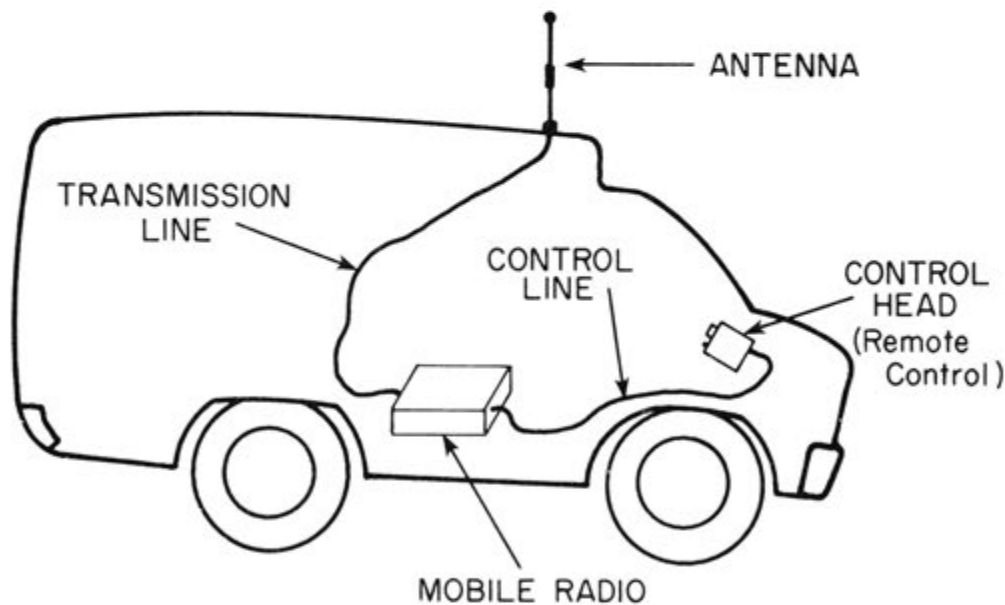 ANTENNA
TRANSMISSION
LINE
CONTROL
LINE
CONTROL
HEAD
(Remote
Control)
MOBILE RADIO